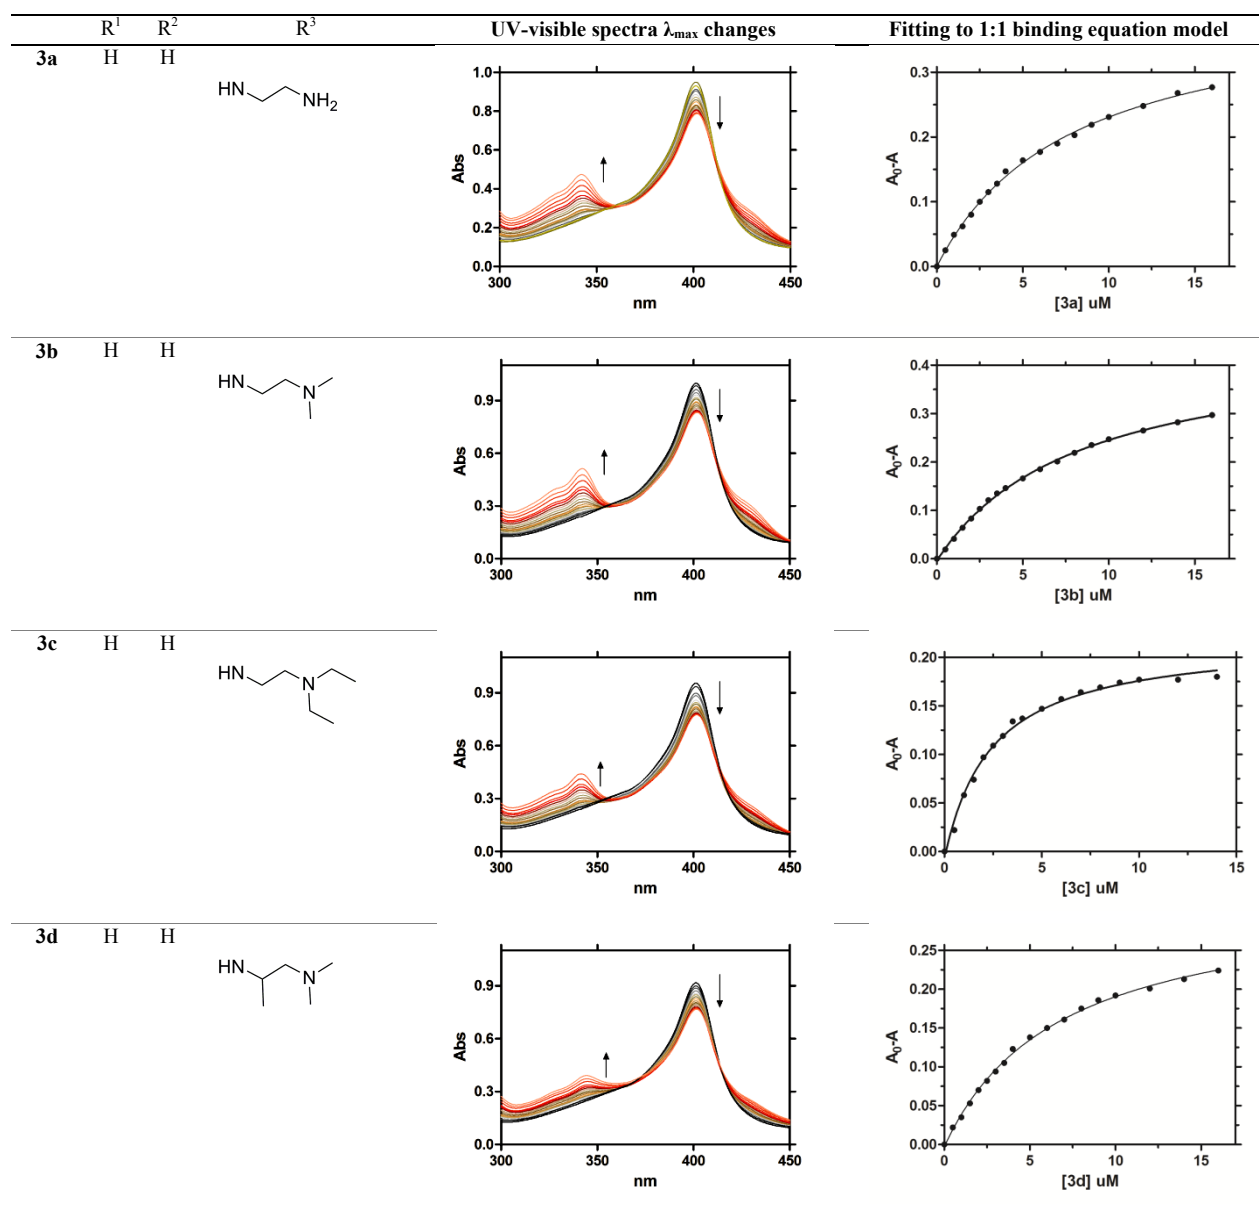 R¹ R² R³ UV-visible spectra λmax changes Fitting to 1:1 binding equation model
3a H H
HN NH₂
1.0
0.8
0.6
0.4
0.2
0.0
Abs
300 350 400 450
nm
0.3
0.2
0.1
0.0
A₀-A
0 5 10 15
[3a] uM
3b H H
HN N
0.9
0.6
0.3
0.0
Abs
300 350 400 450
nm
0.4
0.3
0.2
0.1
0.0
A₀-A
0 5 10 15
[3b] uM
3c H H
HN N
0.9
0.6
0.3
0.0
Abs
300 350 400 450
nm
0.20
0.15
0.10
0.05
0.00
A₀-A
0 5 10 15
[3c] uM
3d H H
HN N
0.9
0.6
0.3
0.0
Abs
300 350 400 450
nm
0.25
0.20
0.15
0.10
0.05
0.00
A₀-A
0 5 10 15
[3d] uM